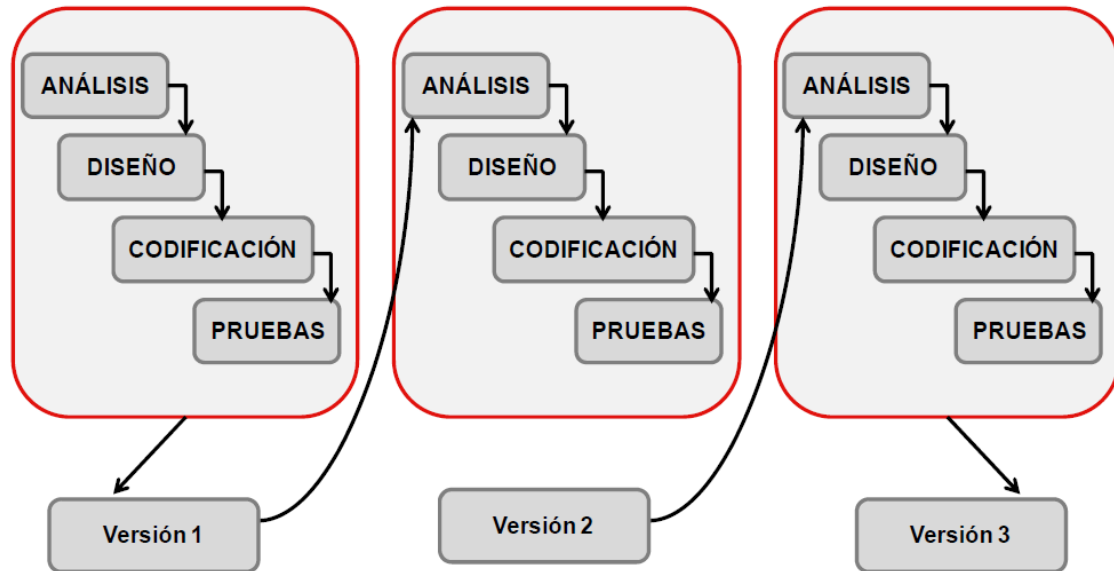 ANÁLISIS
DISEÑO
CODIFICACIÓN
PRUEBAS
Versión 1
ANÁLISIS
DISEÑO
CODIFICACIÓN
PRUEBAS
Versión 2
ANÁLISIS
DISEÑO
CODIFICACIÓN
PRUEBAS
Versión 3